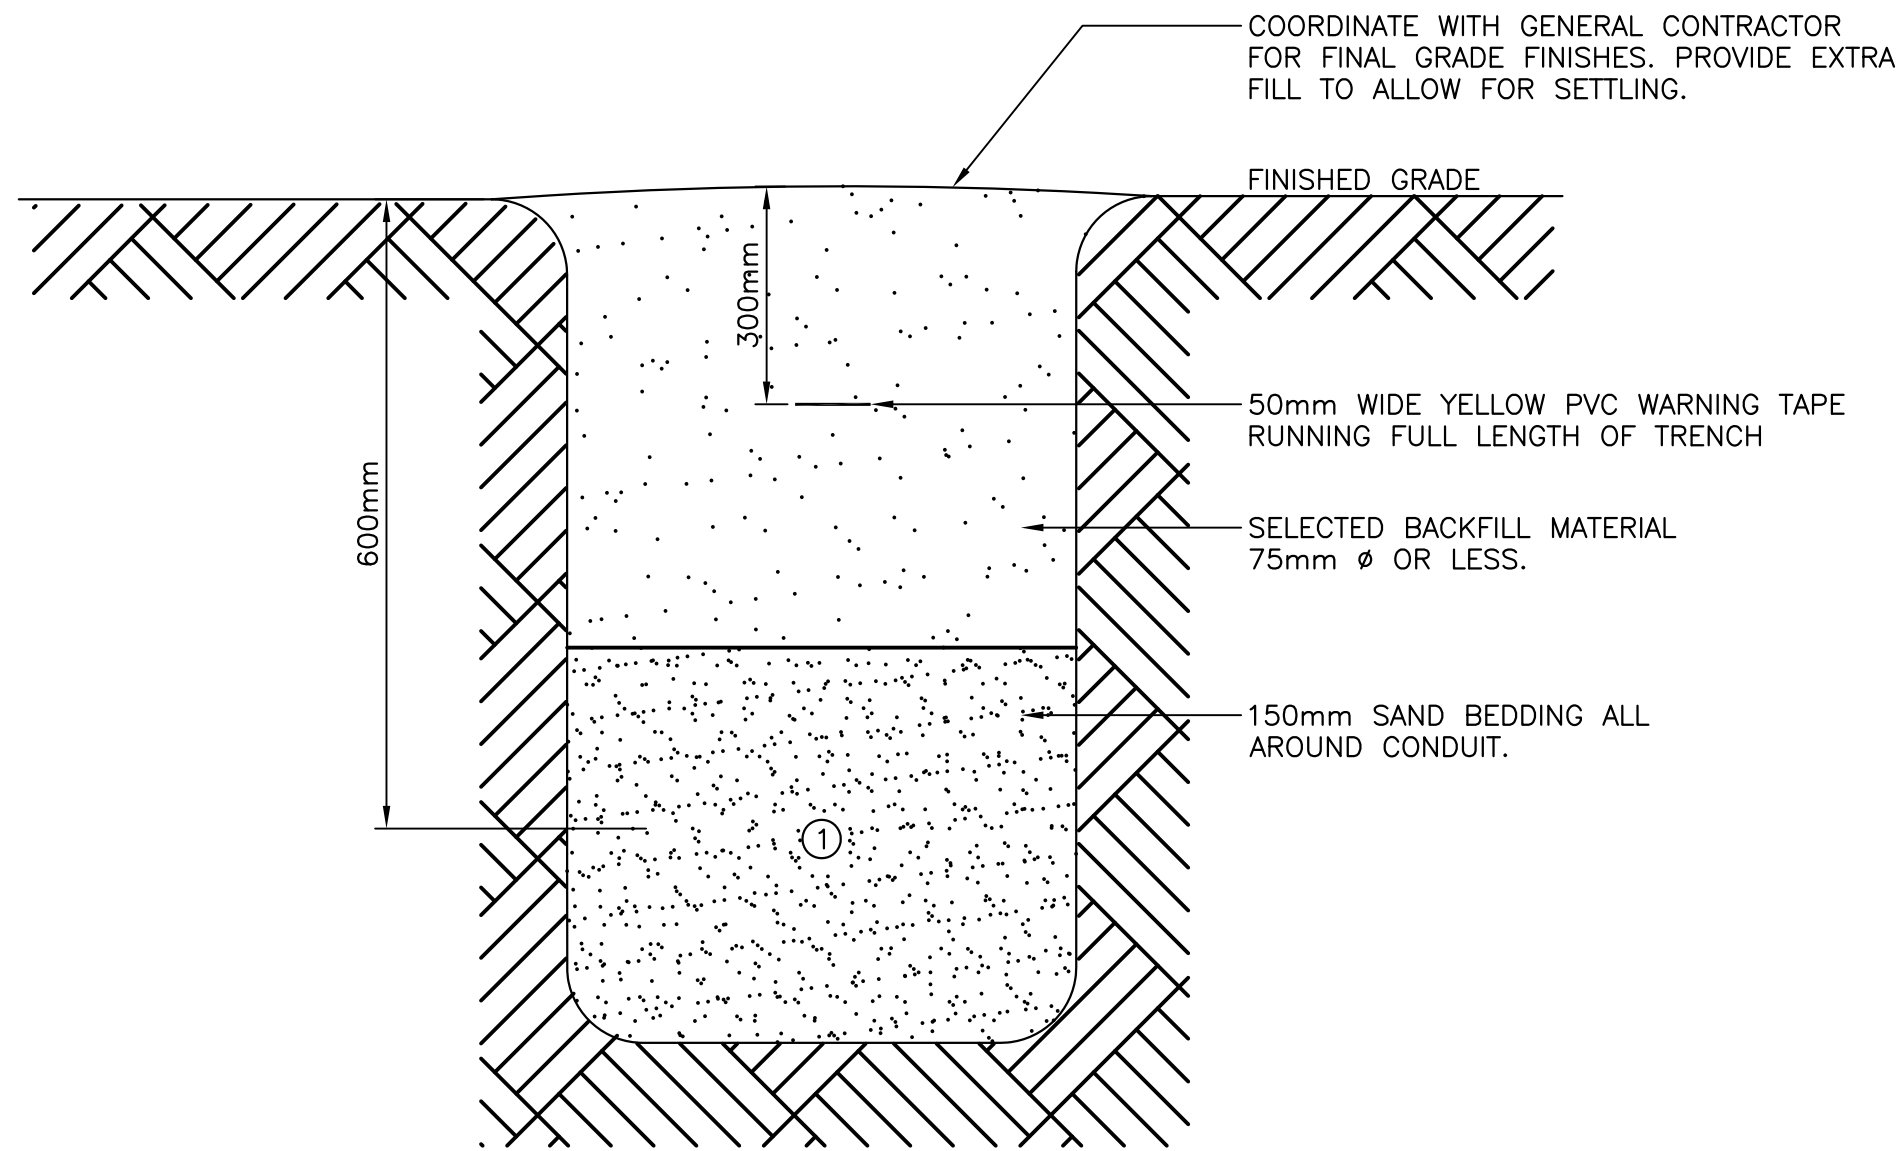 COORDINATE WITH GENERAL CONTRACTOR
FOR FINAL GRADE FINISHES. PROVIDE EXTRA
FILL TO ALLOW FOR SETTLING.
FINISHED GRADE
300mm
50mm WIDE YELLOW PVC WARNING TAPE
RUNNING FULL LENGTH OF TRENCH
600mm
SELECTED BACKFILL MATERIAL
75mm ø OR LESS.
150mm SAND BEDDING ALL
AROUND CONDUIT.
1